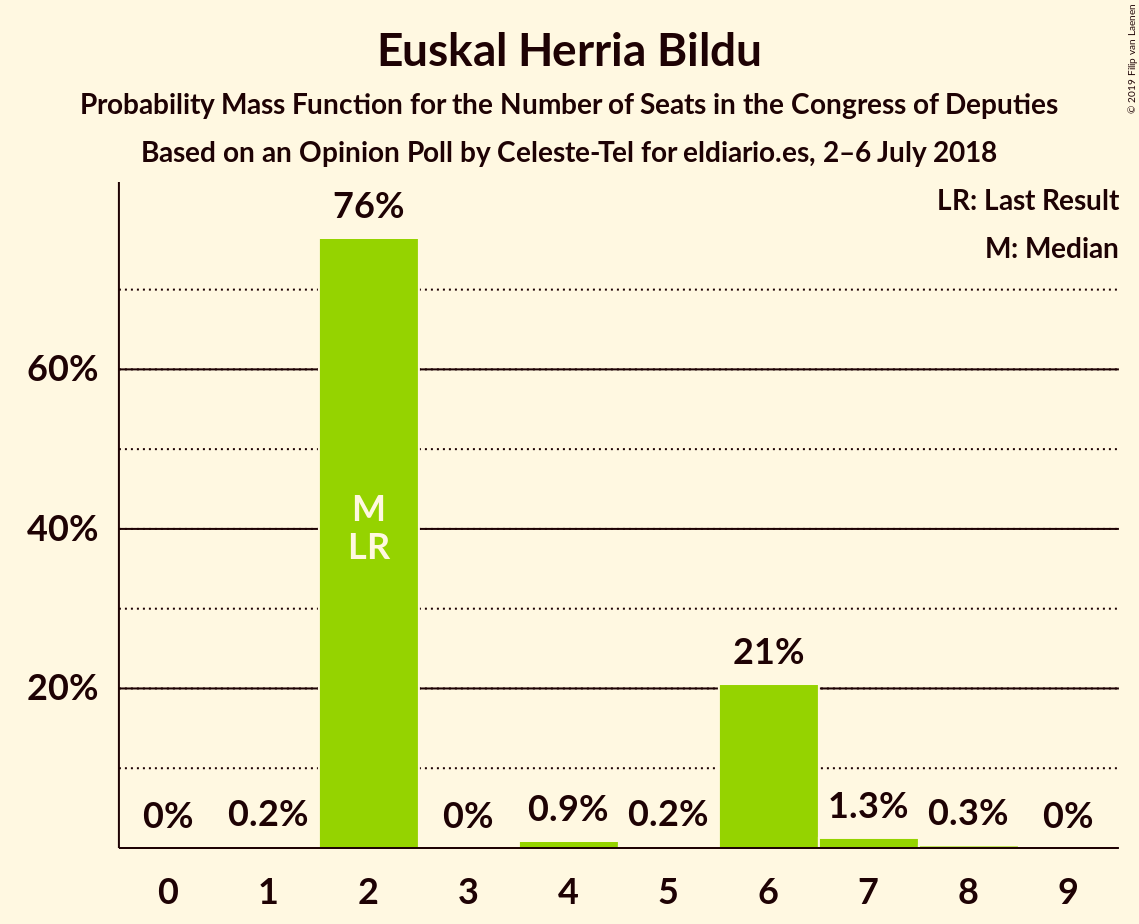 Euskal Herria Bildu
Probability Mass Function for the Number of Seats in the Congress of Deputies
Based on an Opinion Poll by Celeste-Tel for eldiario.es, 2–6 July 2018
© 2019 Filip van Laenen
LR: Last Result
M: Median
76%
60%
40%
20%
M
LR
21%
0%
0.2%
0%
0.9%
0.2%
1.3%
0.3%
0%
0 1 2 3 4 5 6 7 8 9